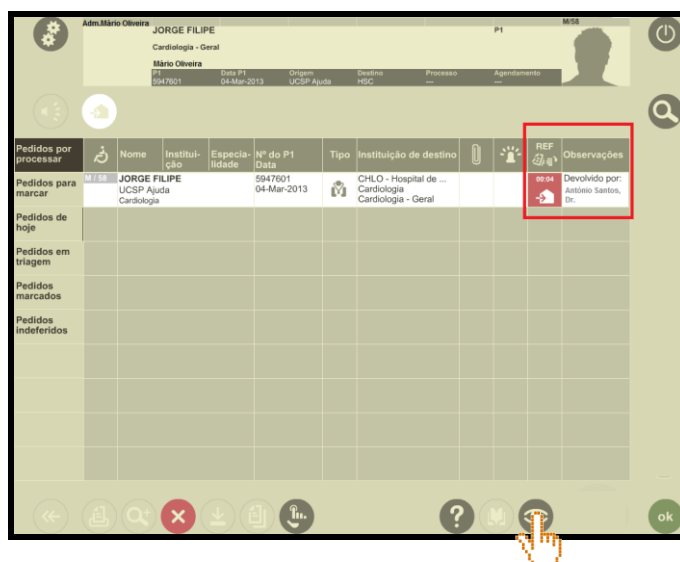 Adm.Mário Oliveira
JORGE FILIPE
P1
M/58
Cardiologia - Geral
Mário Oliveira
P1 Data P1 Origem Destino Processo Agendamento
5947601 04-Mar-2013 UCSP Ajuda HSC --- ---
Pedidos por processar
Nome
Institui-ção
Especia-lidade
Nº do P1
Data
Tipo
Instituição de destino
REF
Observações
Pedidos para marcar
M / 58
JORGE FILIPE
UCSP Ajuda
Cardiologia
5947601
04-Mar-2013
CHLO - Hospital de ...
Cardiologia
Cardiologia - Geral
00:04
Devolvido por:
António Santos,
Dr.
Pedidos de hoje
Pedidos em triagem
Pedidos marcados
Pedidos indeferidos
?
ok